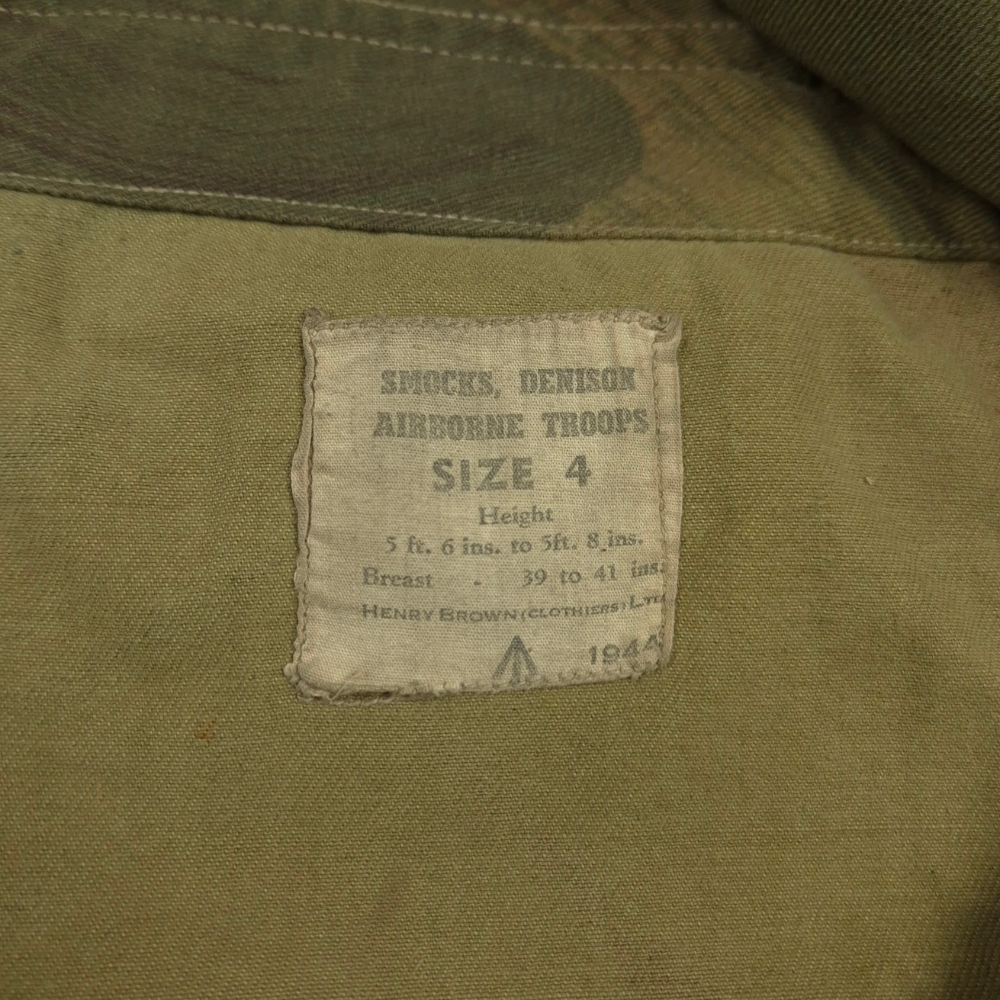 SMOCKS, DENISON
AIRBORNE TROOPS
SIZE 4
Height
5 ft. 6 ins. to 5ft. 8 ins.
Breast - 39 to 41 ins.
HENRY BROWN (CLOTHIERS) LTD
1944